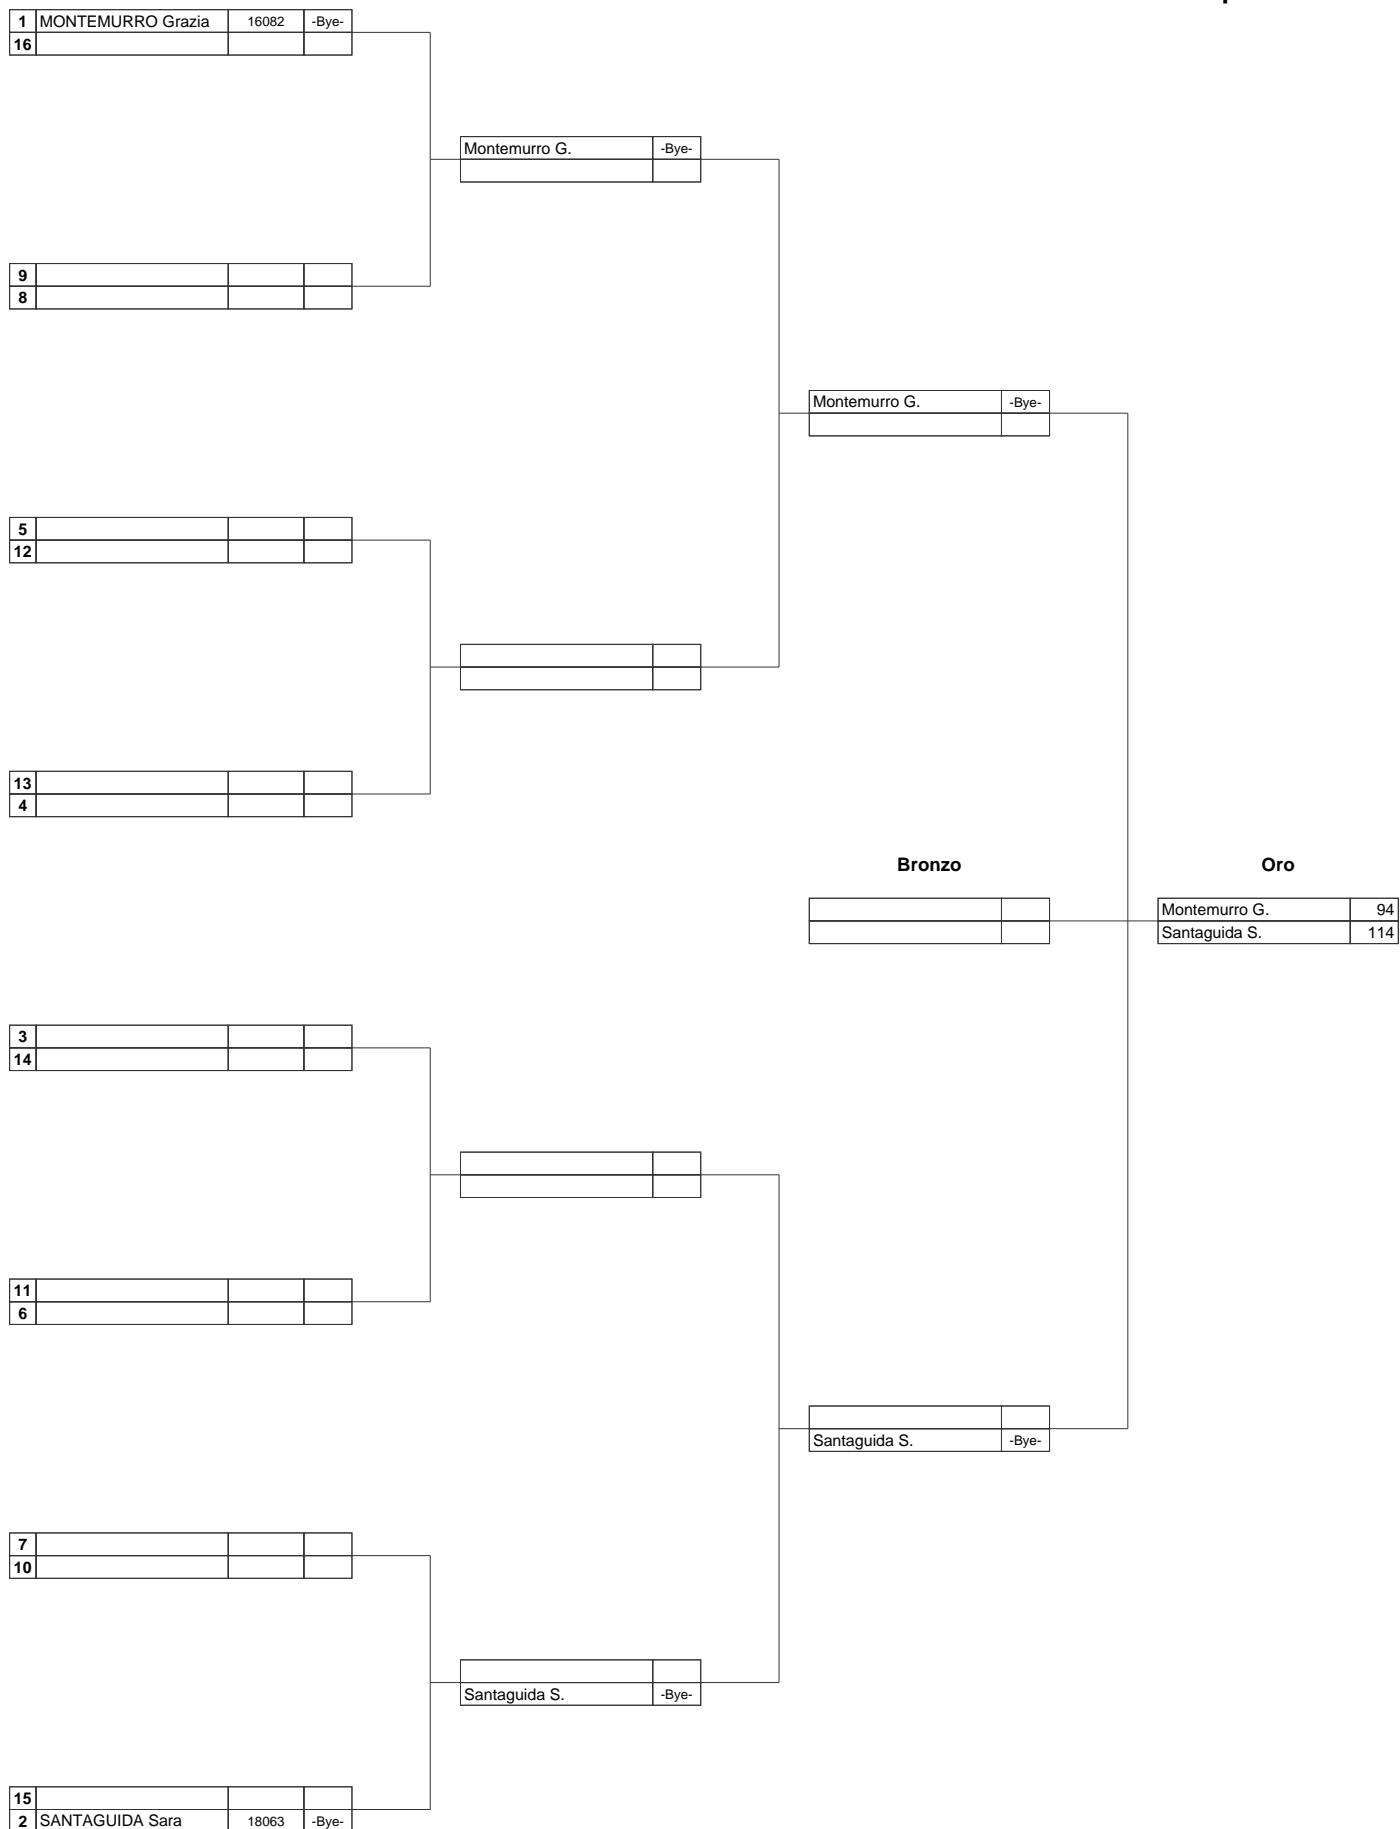 1 MONTEMURRO Grazia 16082 -Bye-
16
Montemurro G. -Bye-
9
8
Montemurro G. -Bye-
5
12
13
4
Bronzo Oro
Montemurro G. 94
Santaguida S. 114
3
14
11
6
Santaguida S. -Bye-
7
10
Santaguida S. -Bye-
15
2 SANTAGUIDA Sara 18063 -Bye-